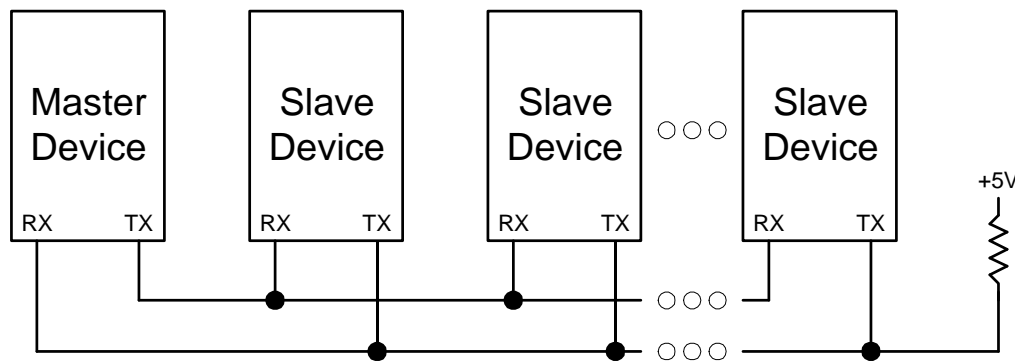 Master
Device
Slave
Device
Slave
Device
Slave
Device
RX TX
RX TX
RX TX
RX TX
+5V